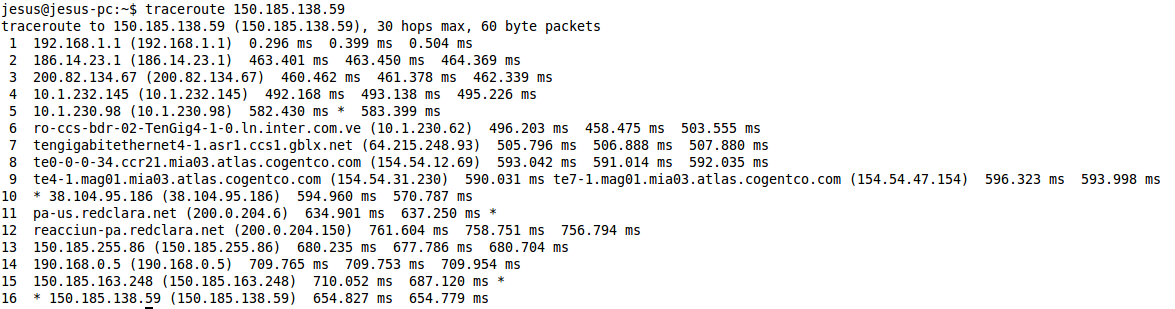 jesus@jesus-pc:~$ traceroute 150.185.138.59
traceroute to 150.185.138.59 (150.185.138.59), 30 hops max, 60 byte packets
 1  192.168.1.1 (192.168.1.1)  0.296 ms  0.399 ms  0.504 ms
 2  186.14.23.1 (186.14.23.1)  463.401 ms  463.450 ms  464.369 ms
 3  200.82.134.67 (200.82.134.67)  460.462 ms  461.378 ms  462.339 ms
 4  10.1.232.145 (10.1.232.145)  492.168 ms  493.138 ms  495.226 ms
 5  10.1.230.98 (10.1.230.98)  582.430 ms *  583.399 ms
 6  ro-ccs-bdr-02-TenGig4-1-0.ln.inter.com.ve (10.1.230.62)  496.203 ms  458.475 ms  503.555 ms
 7  tengigabitethernet4-1.asr1.ccs1.gblx.net (64.215.248.93)  505.796 ms  506.888 ms  507.880 ms
 8  te0-0-0-34.ccr21.mia03.atlas.cogentco.com (154.54.12.69)  593.042 ms  591.014 ms  592.035 ms
 9  te4-1.mag01.mia03.atlas.cogentco.com (154.54.31.230)  590.031 ms te7-1.mag01.mia03.atlas.cogentco.com (154.54.47.154)  596.323 ms  593.998 ms
10  * 38.104.95.186 (38.104.95.186)  594.960 ms  570.787 ms
11  pa-us.redclara.net (200.0.204.6)  634.901 ms  637.250 ms *
12  reacciun-pa.redclara.net (200.0.204.150)  761.604 ms  758.751 ms  756.794 ms
13  150.185.255.86 (150.185.255.86)  680.235 ms  677.786 ms  680.704 ms
14  190.168.0.5 (190.168.0.5)  709.765 ms  709.753 ms  709.954 ms
15  150.185.163.248 (150.185.163.248)  710.052 ms  687.120 ms *
16  * 150.185.138.59 (150.185.138.59)  654.827 ms  654.779 ms